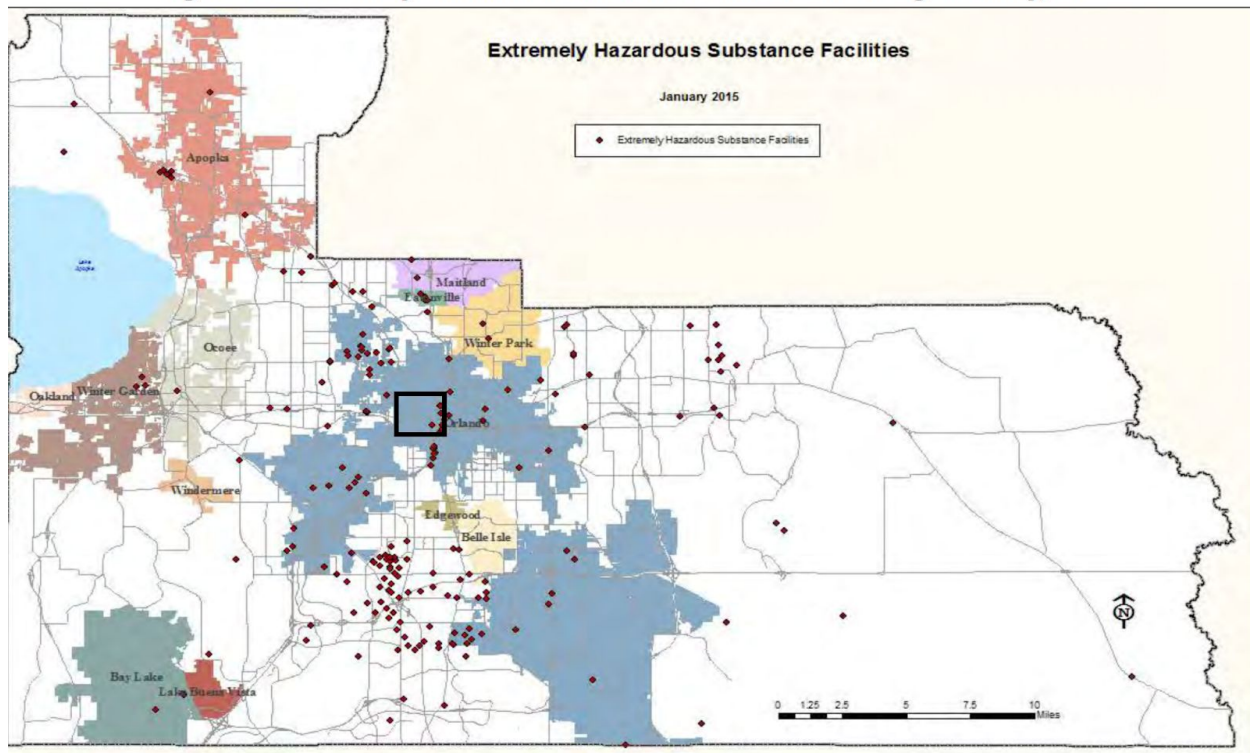 Extremely Hazardous Substance Facilities
January 2015
Extremely Hazardous Substance Facilities
Apopka
Lake
Apopka
Maitland
Eatonville
Winter Park
Ocoee
Oakland
Winter Garden
Orlando
Windermere
Edgewood
Belle Isle
N
Bay Lake
Lake Buena Vista
0 1.25 2.5 5 7.5 10
Miles